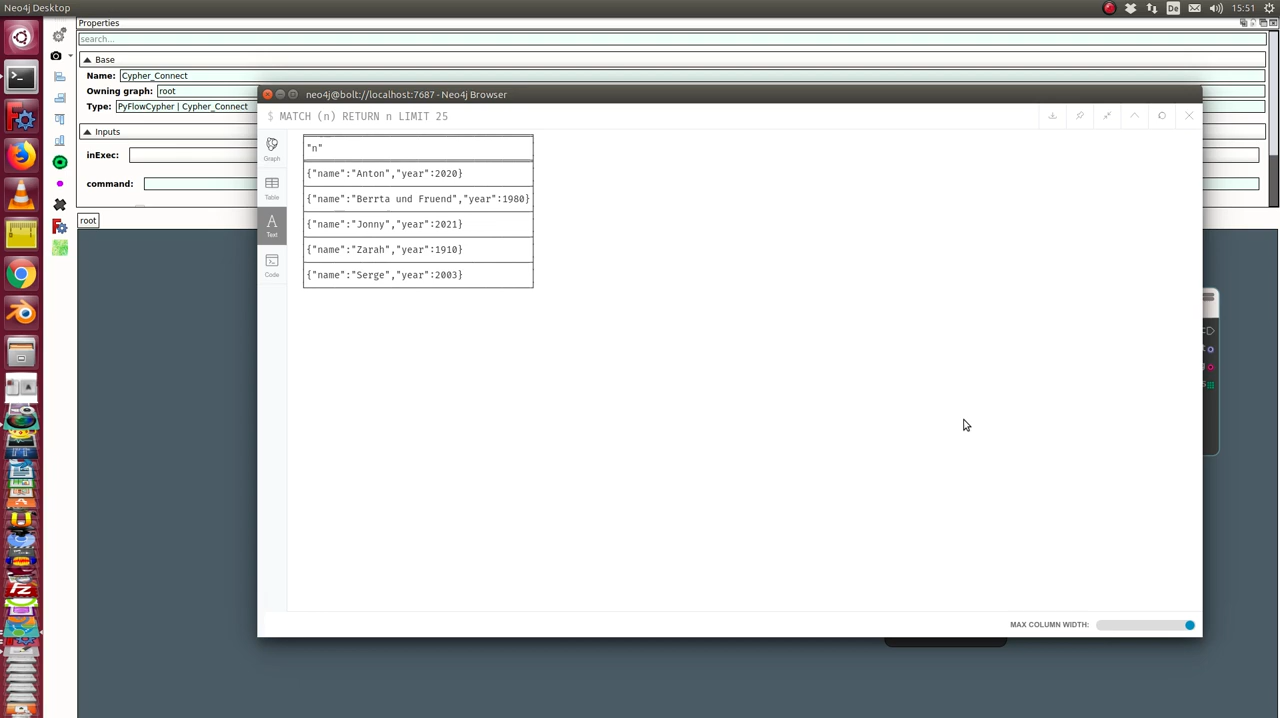 Neo4j Desktop
De
15:51
Properties
search...
Base
Name: Cypher_Connect
Owning graph: root
Type: PyFlowCypher | Cypher_Connect
Inputs
inExec:
command:
root
neo4j@bolt://localhost:7687 - Neo4j Browser
$ MATCH (n) RETURN n LIMIT 25
Graph
Table
Text
Code
"n"
{"name":"Anton","year":2020}
{"name":"Berrta und Fruend","year":1980}
{"name":"Jonny","year":2021}
{"name":"Zarah","year":1910}
{"name":"Serge","year":2003}
MAX COLUMN WIDTH: